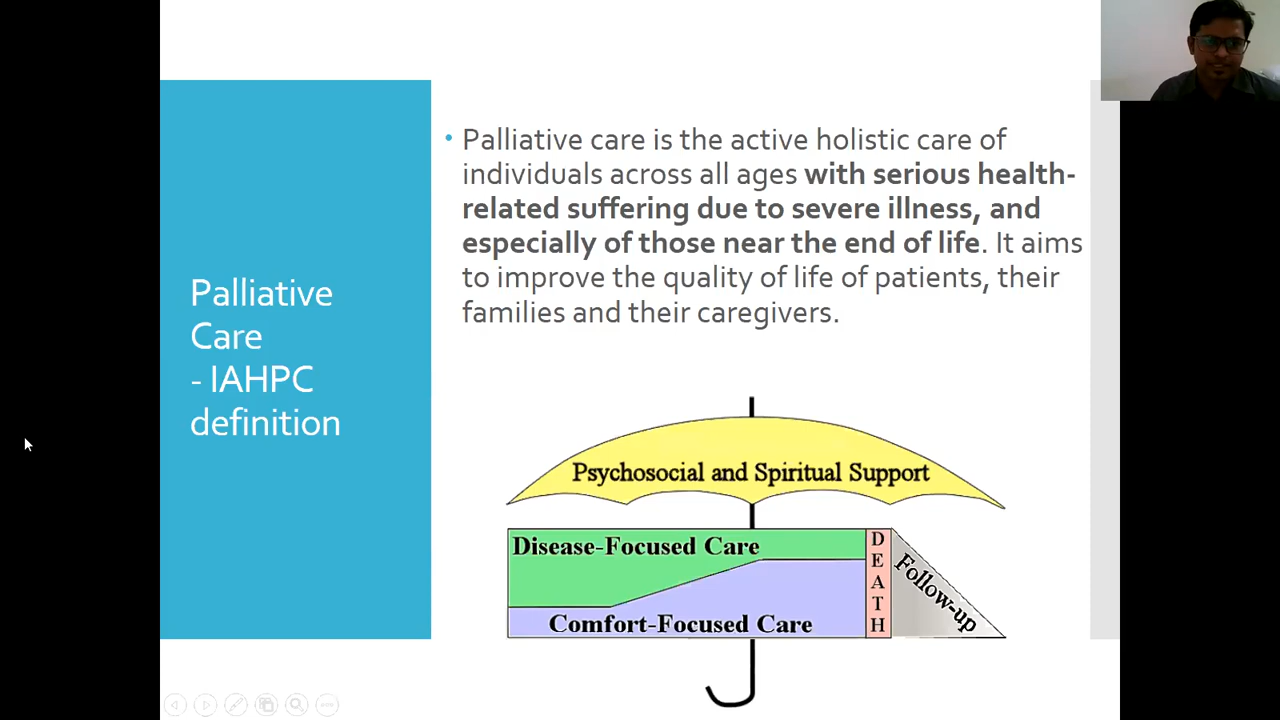 Palliative
Care
- IAHPC
definition
• Palliative care is the active holistic care of
individuals across all ages with serious health-
related suffering due to severe illness, and
especially of those near the end of life. It aims
to improve the quality of life of patients, their
families and their caregivers.
Psychosocial and Spiritual Support
Disease-Focused Care
Comfort-Focused Care
DEATH
Follow-up